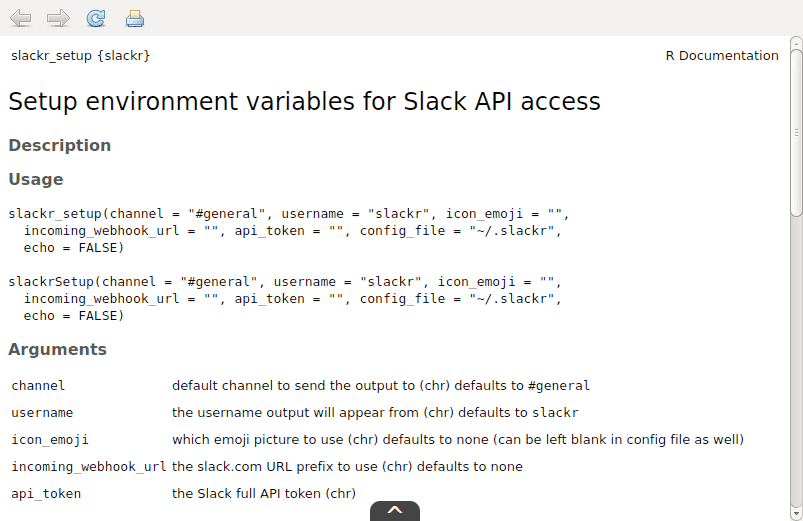 slackr_setup {slackr} R Documentation
Setup environment variables for Slack API access
Description
Usage
slackr_setup(channel = "#general", username = "slackr", icon_emoji = "",
  incoming_webhook_url = "", api_token = "", config_file = "~/.slackr",
  echo = FALSE)
slackrSetup(channel = "#general", username = "slackr", icon_emoji = "",
  incoming_webhook_url = "", api_token = "", config_file = "~/.slackr",
  echo = FALSE)
Arguments
channel default channel to send the output to (chr) defaults to #general
username the username output will appear from (chr) defaults to slackr
icon_emoji which emoji picture to use (chr) defaults to none (can be left blank in config file as well)
incoming_webhook_url the slack.com URL prefix to use (chr) defaults to none
api_token the Slack full API token (chr)